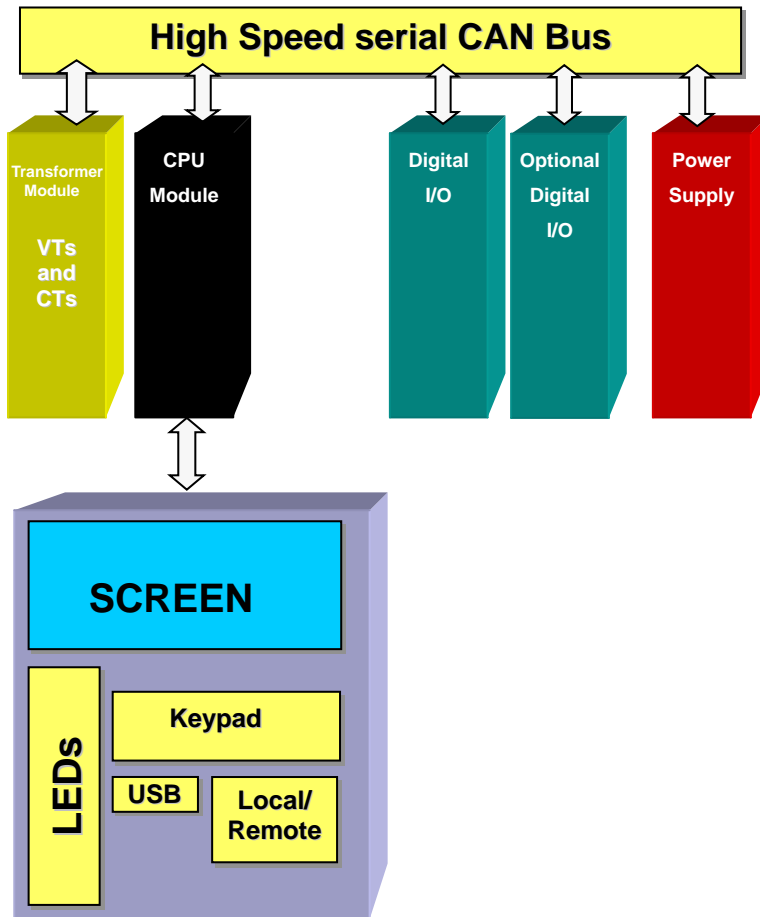 High Speed serial CAN Bus
Transformer
Module
VTs
and
CTs
CPU
Module
Digital
I/O
Optional
Digital
I/O
Power
Supply
SCREEN
LEDs
Keypad
USB
Local/
Remote